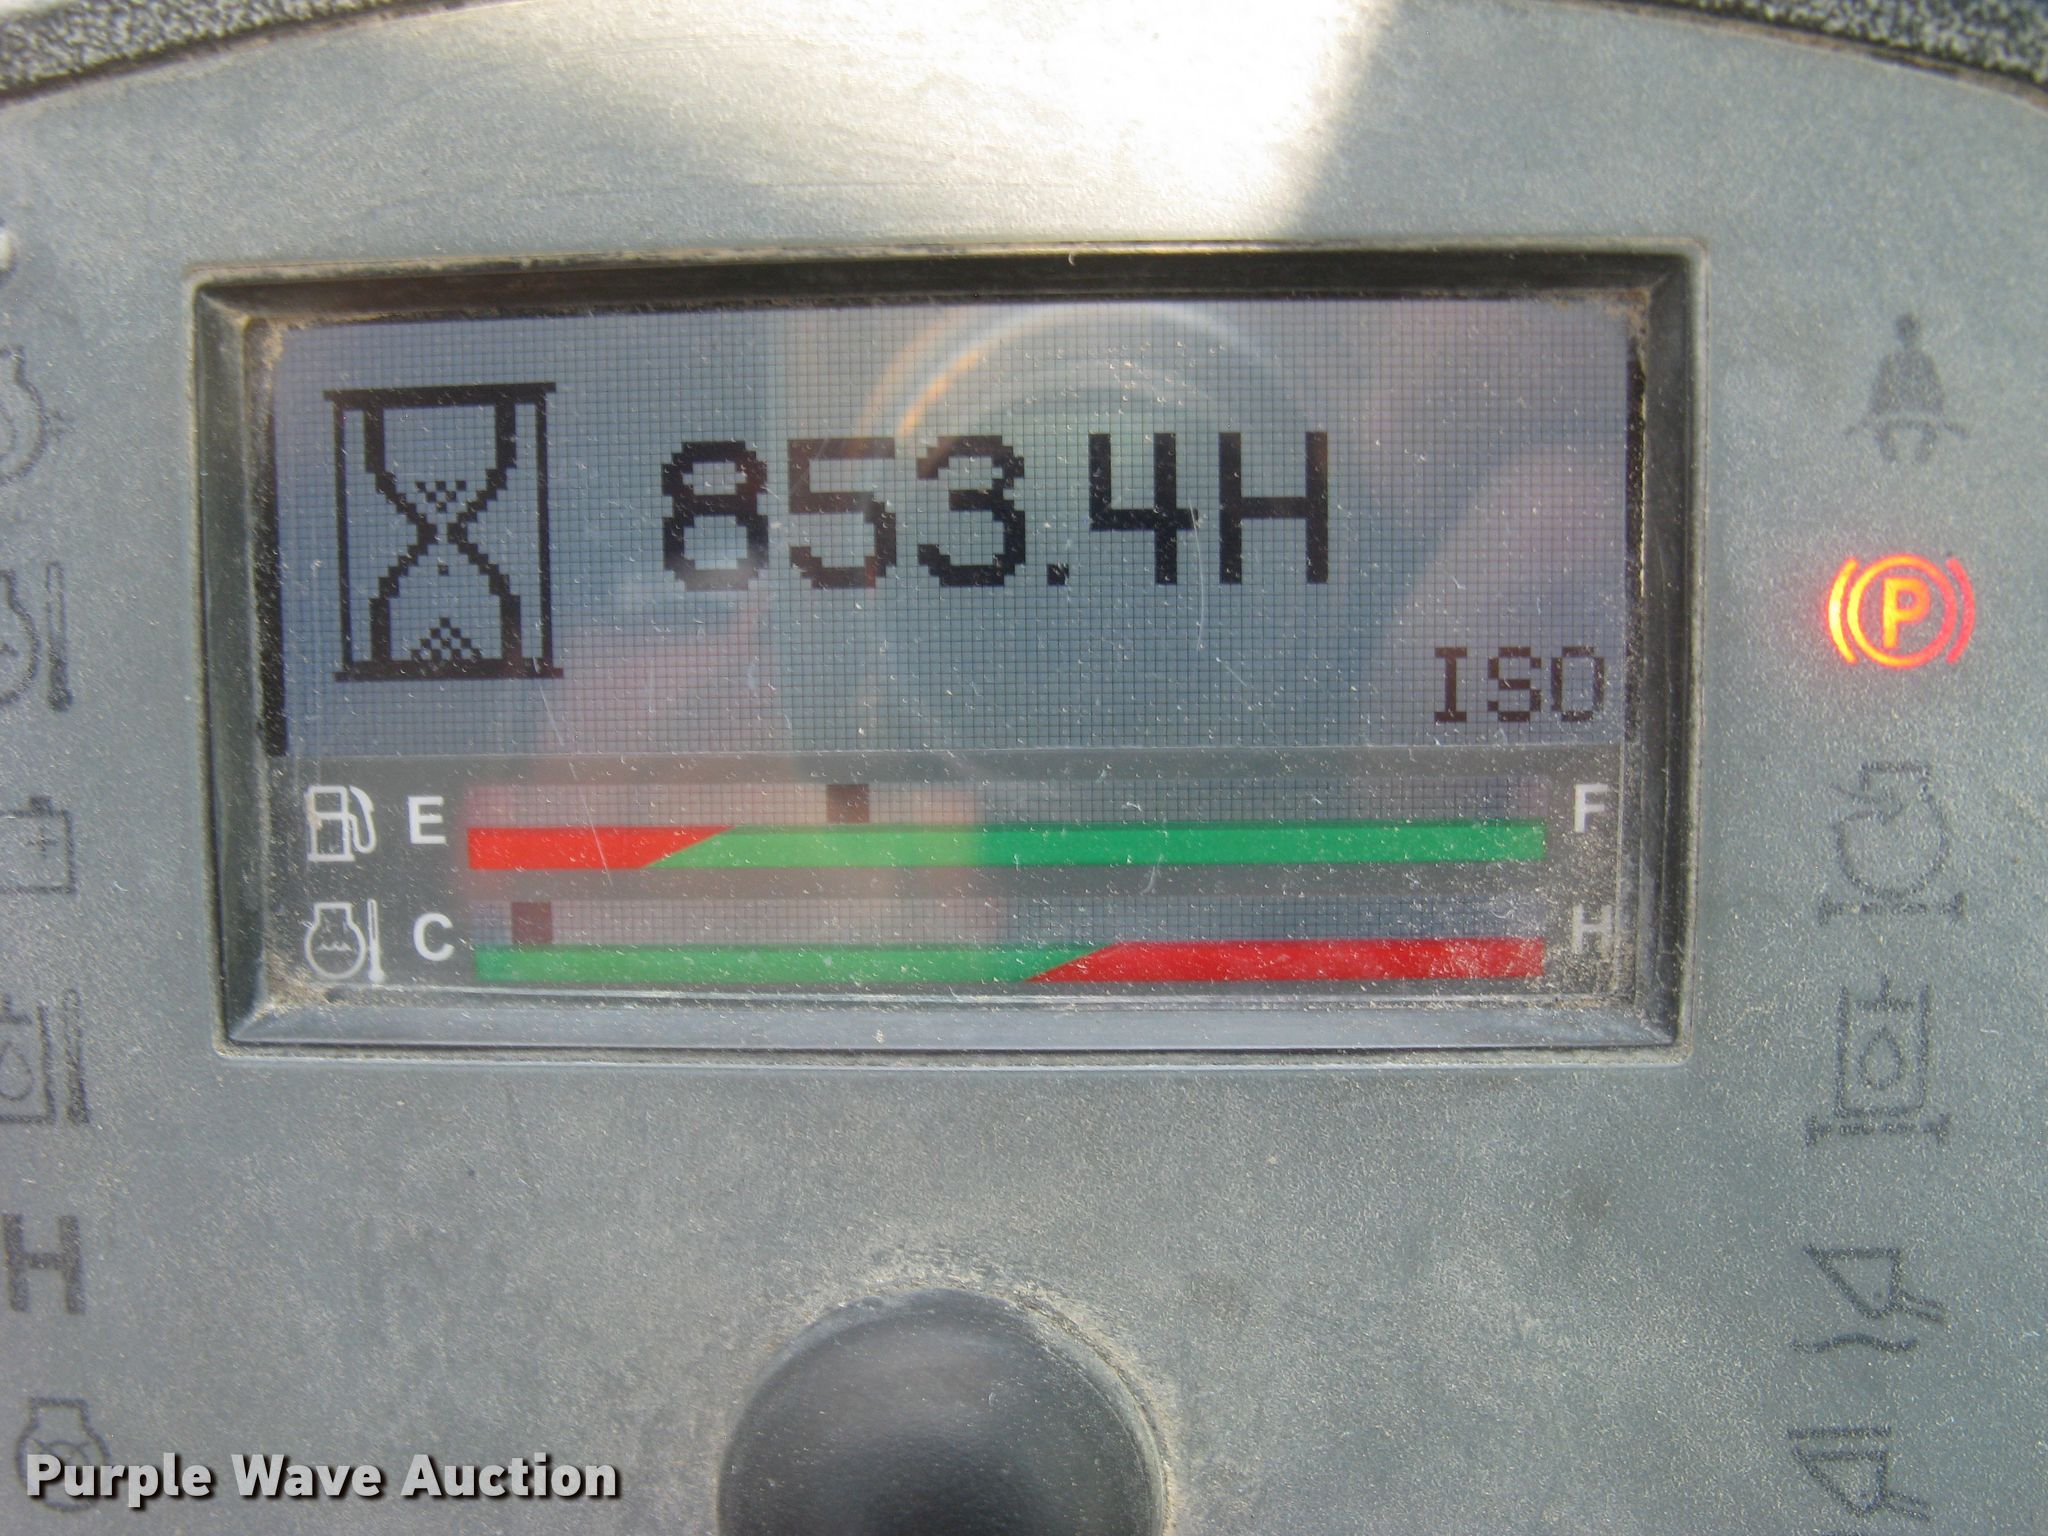 853.4H
ISO
E F
C H
P
H
Purple Wave Auction